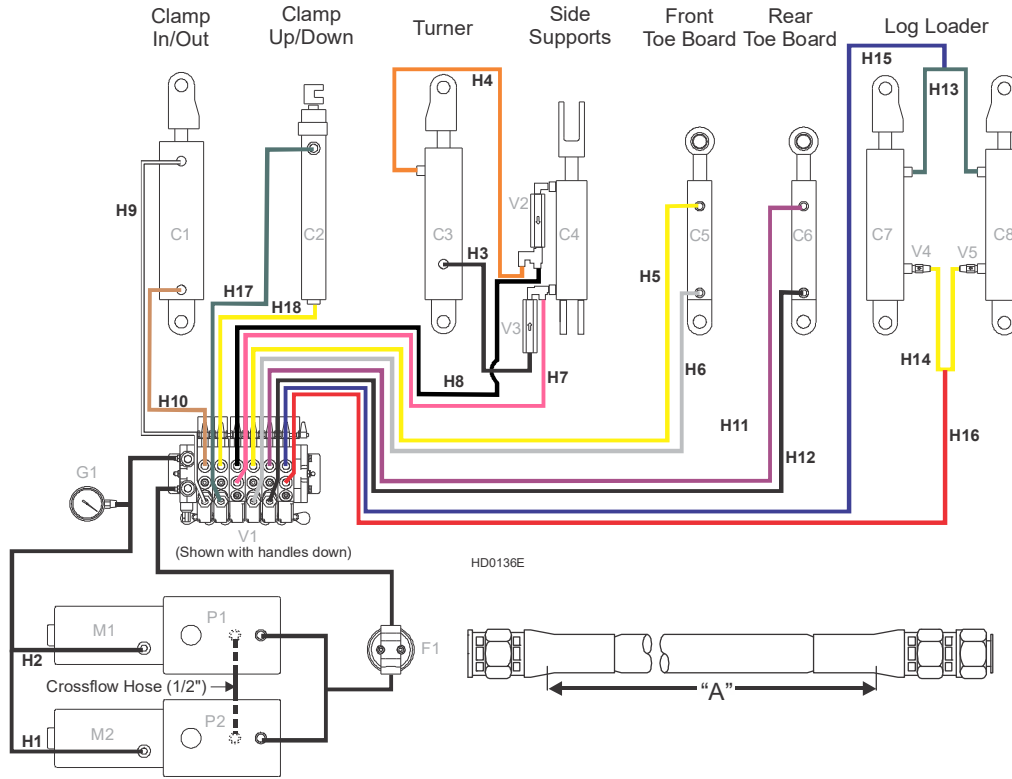 Clamp
In/Out
Clamp
Up/Down
Turner
Side
Supports
Front
Toe Board
Rear
Toe Board
Log Loader
H15
H4
H13
H9
V2
C1
C2
C3
C4
C5
C6
C7
C8
H3
V4
V5
H5
H17
H18
V3
H14
H6
H8
H7
H10
H11
H16
H12
G1
V1
(Shown with handles down)
HD0136E
P1
M1
F1
H2
Crossflow Hose (1/2")
"A"
P2
M2
H1